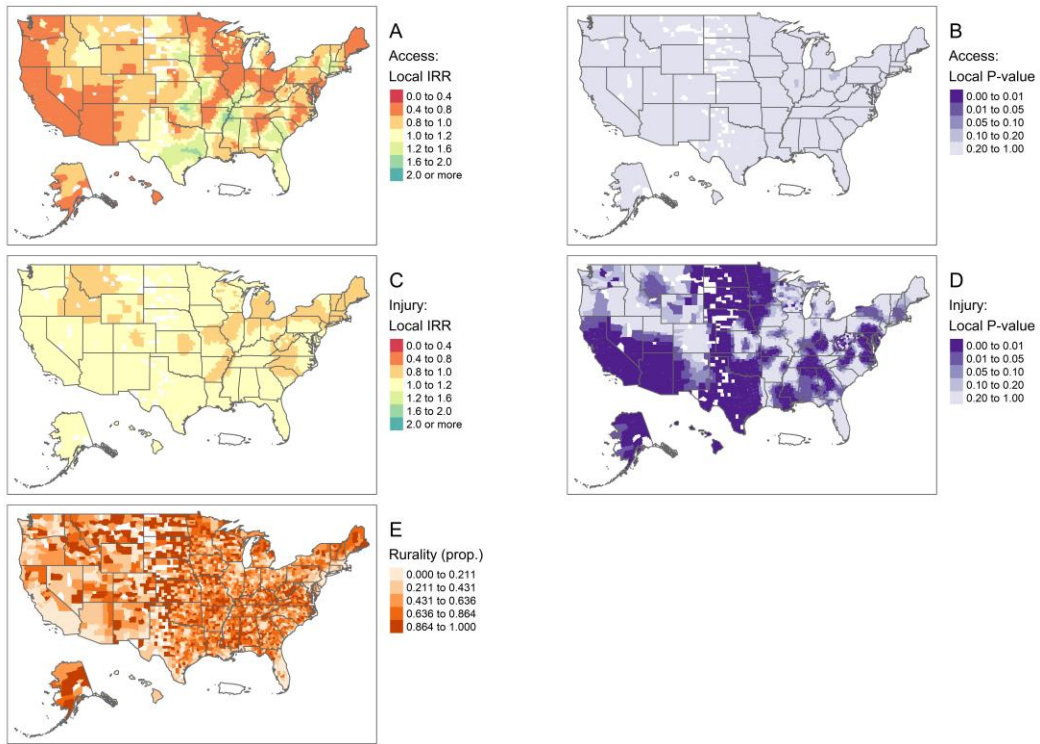 A
Access:
Local IRR
0.0 to 0.4
0.4 to 0.8
0.8 to 1.0
1.0 to 1.2
1.2 to 1.6
1.6 to 2.0
2.0 or more
B
Access:
Local P-value
0.00 to 0.01
0.01 to 0.05
0.05 to 0.10
0.10 to 0.20
0.20 to 1.00
C
Injury:
Local IRR
0.0 to 0.4
0.4 to 0.8
0.8 to 1.0
1.0 to 1.2
1.2 to 1.6
1.6 to 2.0
2.0 or more
D
Injury:
Local P-value
0.00 to 0.01
0.01 to 0.05
0.05 to 0.10
0.10 to 0.20
0.20 to 1.00
E
Rurality (prop.)
0.000 to 0.211
0.211 to 0.431
0.431 to 0.636
0.636 to 0.864
0.864 to 1.000